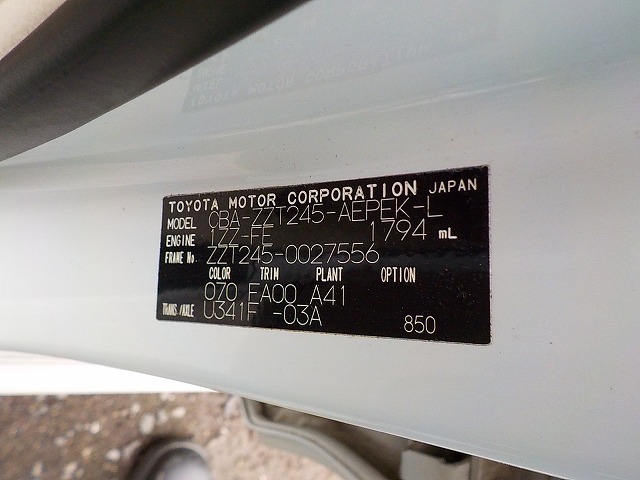 TOYOTA MOTOR CORPORATION JAPAN
MODEL CBA-ZZT245-AEPEK-L
ENGINE 1ZZ-FE 1794 mL
FRAME No. ZZT245-0027556
COLOR TRIM PLANT OPTION
070 FA00 A41
TRANS./AXLE U341F -03A
850